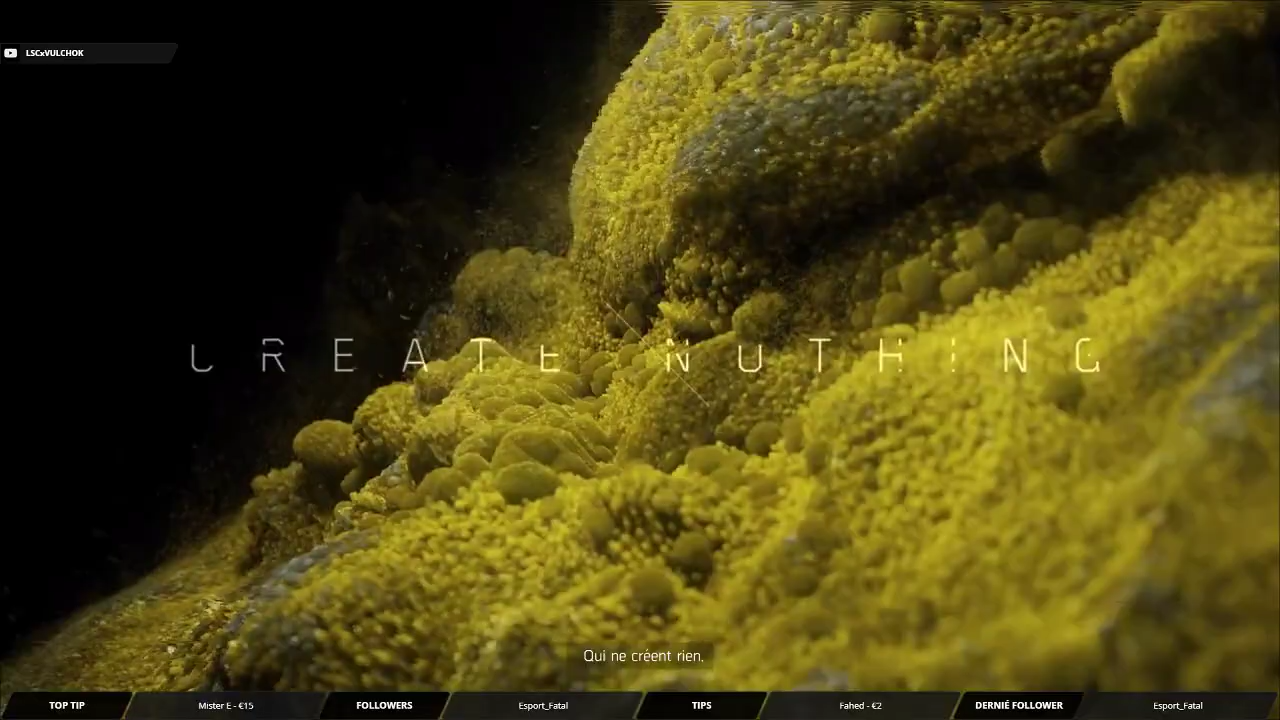 LSCxVULCHOK
CREATE NOTHING
Qui ne créent rien.
TOP TIP Mister E - €15 FOLLOWERS Esport_Fatal TIPS Fahed - €2 DERNIÉ FOLLOWER Esport_Fatal